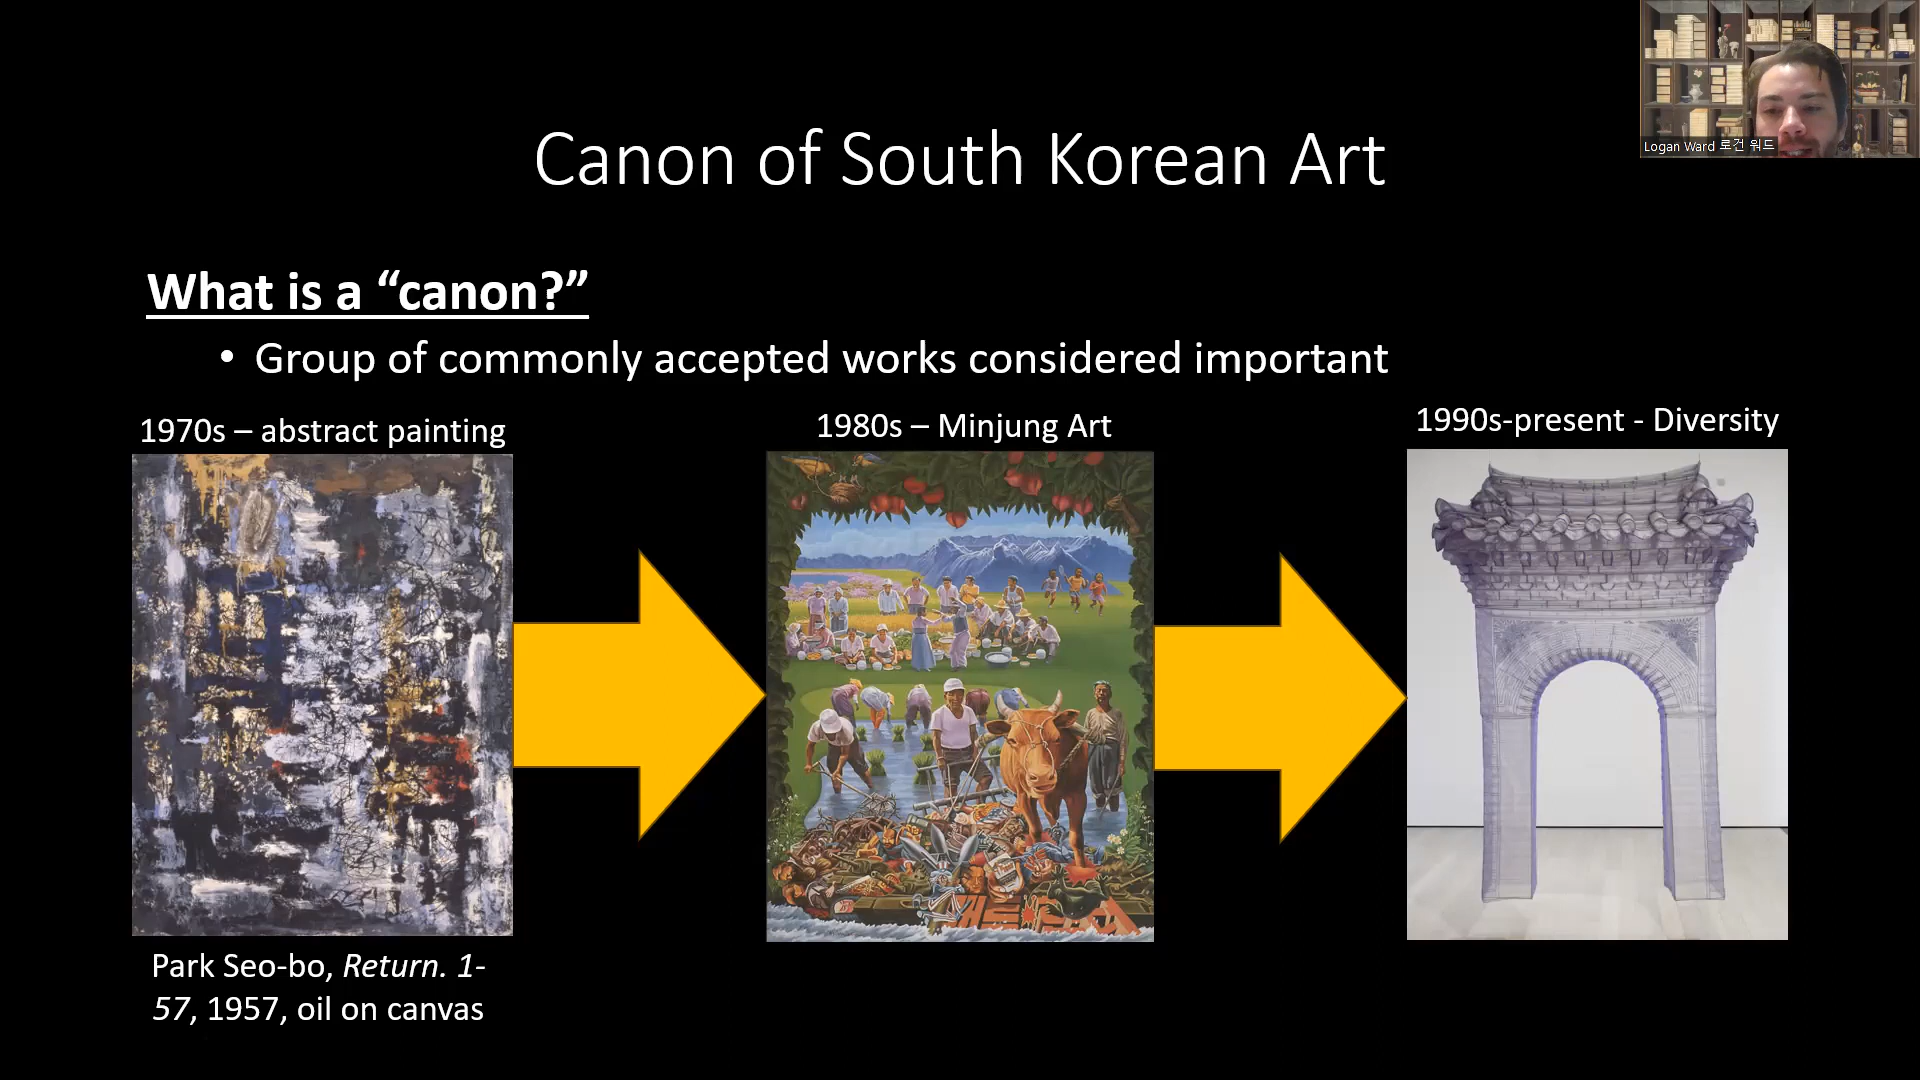 Logan Ward 로건 워드
Canon of South Korean Art
What is a “canon?”
• Group of commonly accepted works considered important
1970s – abstract painting
1980s – Minjung Art
1990s-present - Diversity
Park Seo-bo, Return. 1-
57, 1957, oil on canvas